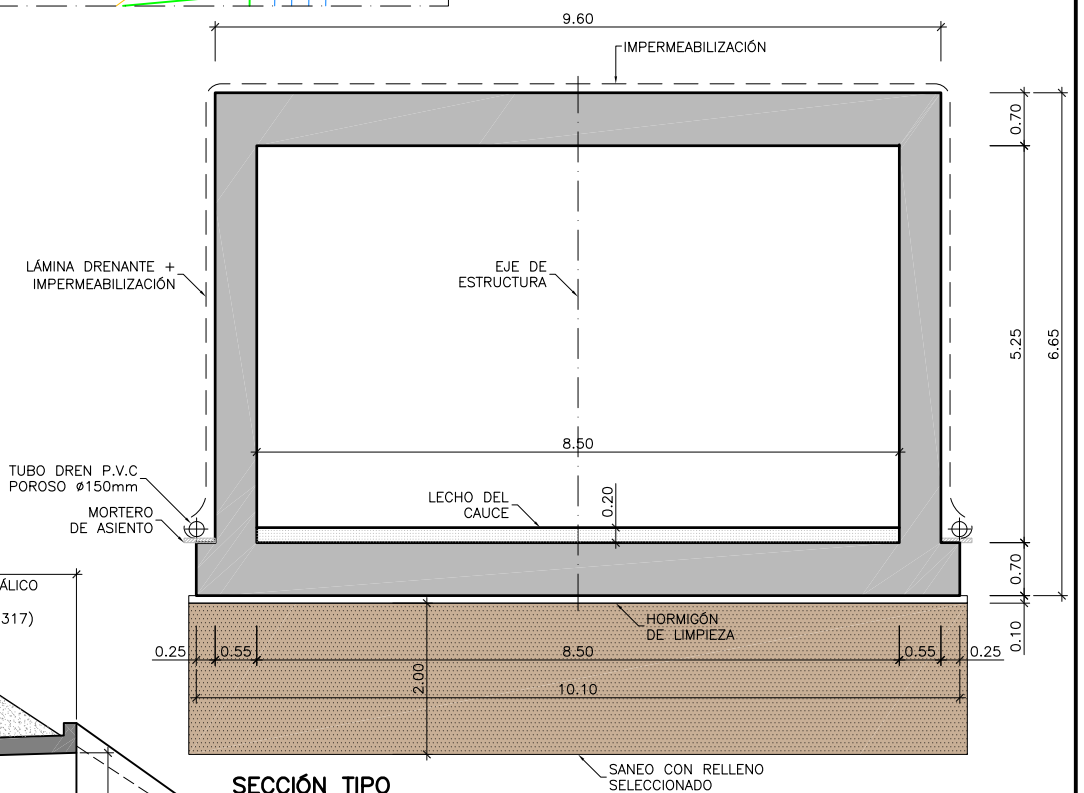 9.60
IMPERMEABILIZACIÓN
0.70
LÁMINA DRENANTE +
IMPERMEABILIZACIÓN
EJE DE
ESTRUCTURA
5.25
6.65
8.50
TUBO DREN P.V.C
POROSO Ø150mm
LECHO DEL
CAUCE
0.20
MORTERO
DE ASIENTO
0.70
ÁLICO
317)
HORMIGÓN
DE LIMPIEZA
0.10
0.25
0.55
8.50
0.55
0.25
2.00
10.10
SANEO CON RELLENO
SELECCIONADO
SECCIÓN TIPO